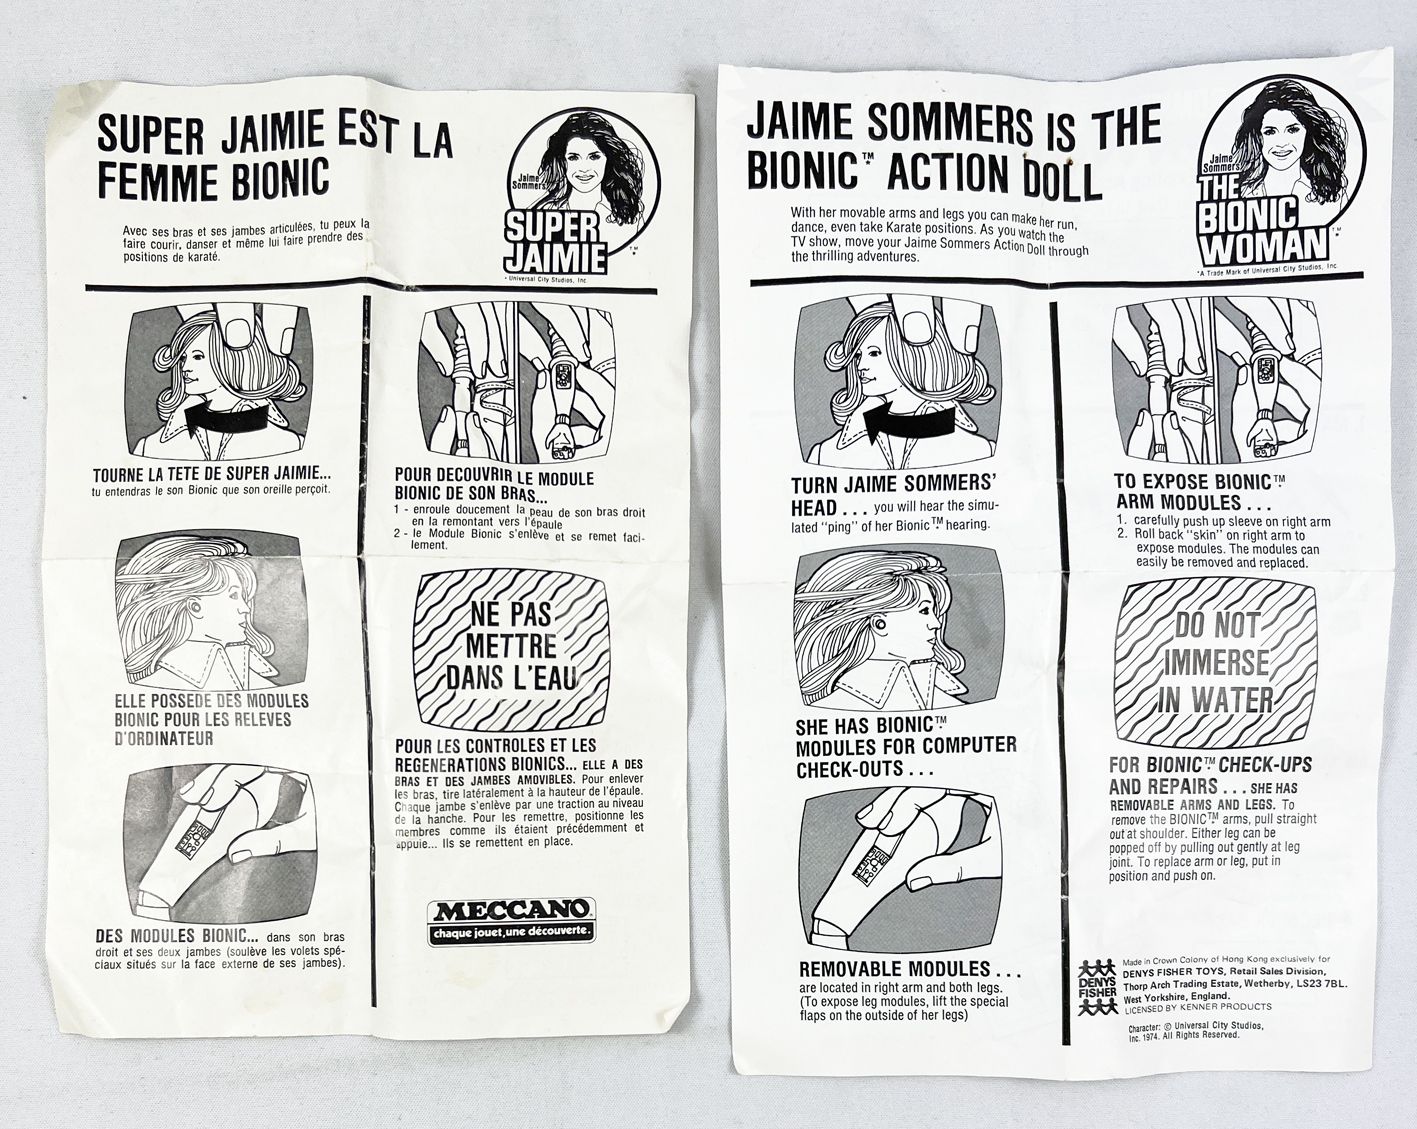 SUPER JAIMIE EST LA
FEMME BIONIC
Avec ses bras et ses jambes articulées, tu peux la
faire courir, danser et même lui faire prendre des
positions de karaté.
Jaime
Sommers
SUPER
JAIMIE
TM
* Universal City Studios, Inc
TOURNE LA TETE DE SUPER JAIMIE...
tu entendras le son Bionic que son oreille perçoit.
ELLE POSSEDE DES MODULES
BIONIC POUR LES RELEVES
D'ORDINATEUR
DES MODULES BIONIC... dans son bras
droit et ses deux jambes (soulève les volets spé-
ciaux situés sur la face externe de ses jambes).
POUR DECOUVRIR LE MODULE
BIONIC DE SON BRAS...
1 - enroule doucement la peau de son bras droit
en la remontant vers l'épaule
2 - le Module Bionic s'enlève et se remet faci-
lement.
NE PAS
METTRE
DANS L'EAU
POUR LES CONTROLES ET LES
REGENERATIONS BIONICS... ELLE A DES
BRAS ET DES JAMBES AMOVIBLES. Pour enlever
les bras, tire latéralement à la hauteur de l'épaule.
Chaque jambe s'enlève par une traction au niveau
de la hanche. Pour les remettre, positionne les
membres comme ils étaient précédemment et
appuie... Ils se remettent en place.
MECCANO
chaque jouet, une découverte.
JAIME SOMMERS IS THE
BIONIC™ ACTION DOLL
With her movable arms and legs you can make her run,
dance, even take Karate positions. As you watch the
TV show, move your Jaime Sommers Action Doll through
the thrilling adventures.
Jaime
Sommers
THE
BIONIC
WOMAN
TM
*A Trade Mark of Universal City Studios, Inc
TURN JAIME SOMMERS'
HEAD... you will hear the simu-
lated "ping" of her Bionic™ hearing.
SHE HAS BIONIC™
MODULES FOR COMPUTER
CHECK-OUTS...
REMOVABLE MODULES...
are located in right arm and both legs.
(To expose leg modules, lift the special
flaps on the outside of her legs)
TO EXPOSE BIONIC™
ARM MODULES...
1. carefully push up sleeve on right arm
2. Roll back "skin" on right arm to
expose modules. The modules can
easily be removed and replaced.
DO NOT
IMMERSE
IN WATER
FOR BIONIC™ CHECK-UPS
AND REPAIRS... SHE HAS
REMOVABLE ARMS AND LEGS. To
remove the BIONIC™ arms, pull straight
out at shoulder. Either leg can be
popped off by pulling out gently at leg
joint. To replace arm or leg, put in
position and push on.
DENYS
FISHER
Made in Crown Colony of Hong Kong exclusively for
DENYS FISHER TOYS, Retail Sales Division,
Thorp Arch Trading Estate, Wetherby, LS23 7BL.
West Yorkshire, England.
LICENSED BY KENNER PRODUCTS
Character: © Universal City Studios,
Inc. 1974. All Rights Reserved.